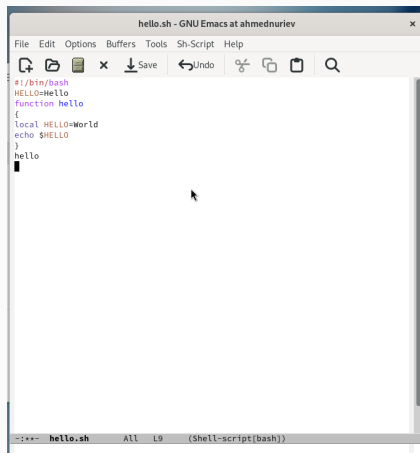 hello.sh - GNU Emacs at ahmednuriev ×
File Edit Options Buffers Tools Sh-Script Help
Save Undo
#!/bin/bash
HELLO=Hello
function hello
{
local HELLO=World
echo $HELLO
}
hello
-:**- hello.sh All L9 (Shell-script[bash])